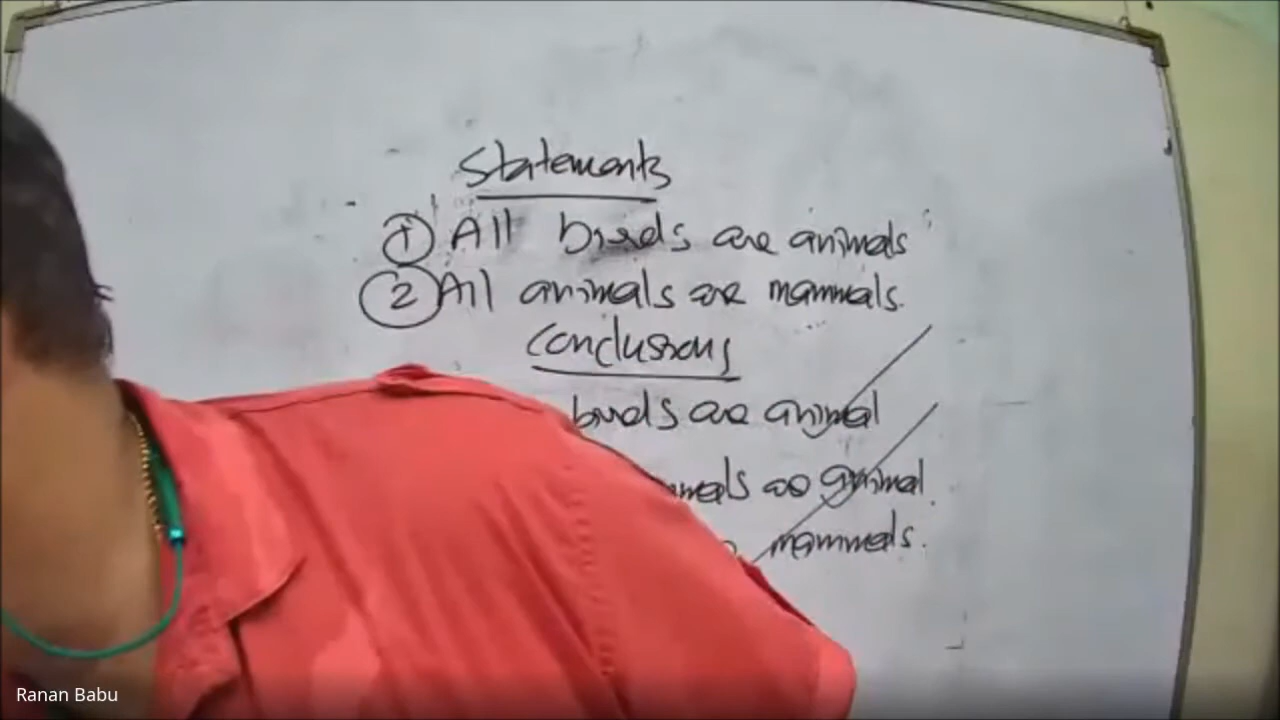 Statements
① All birds are animals
② All animals are mammals.
Conclusions
birds are animal
are animal.
mammals.
Ranan Babu